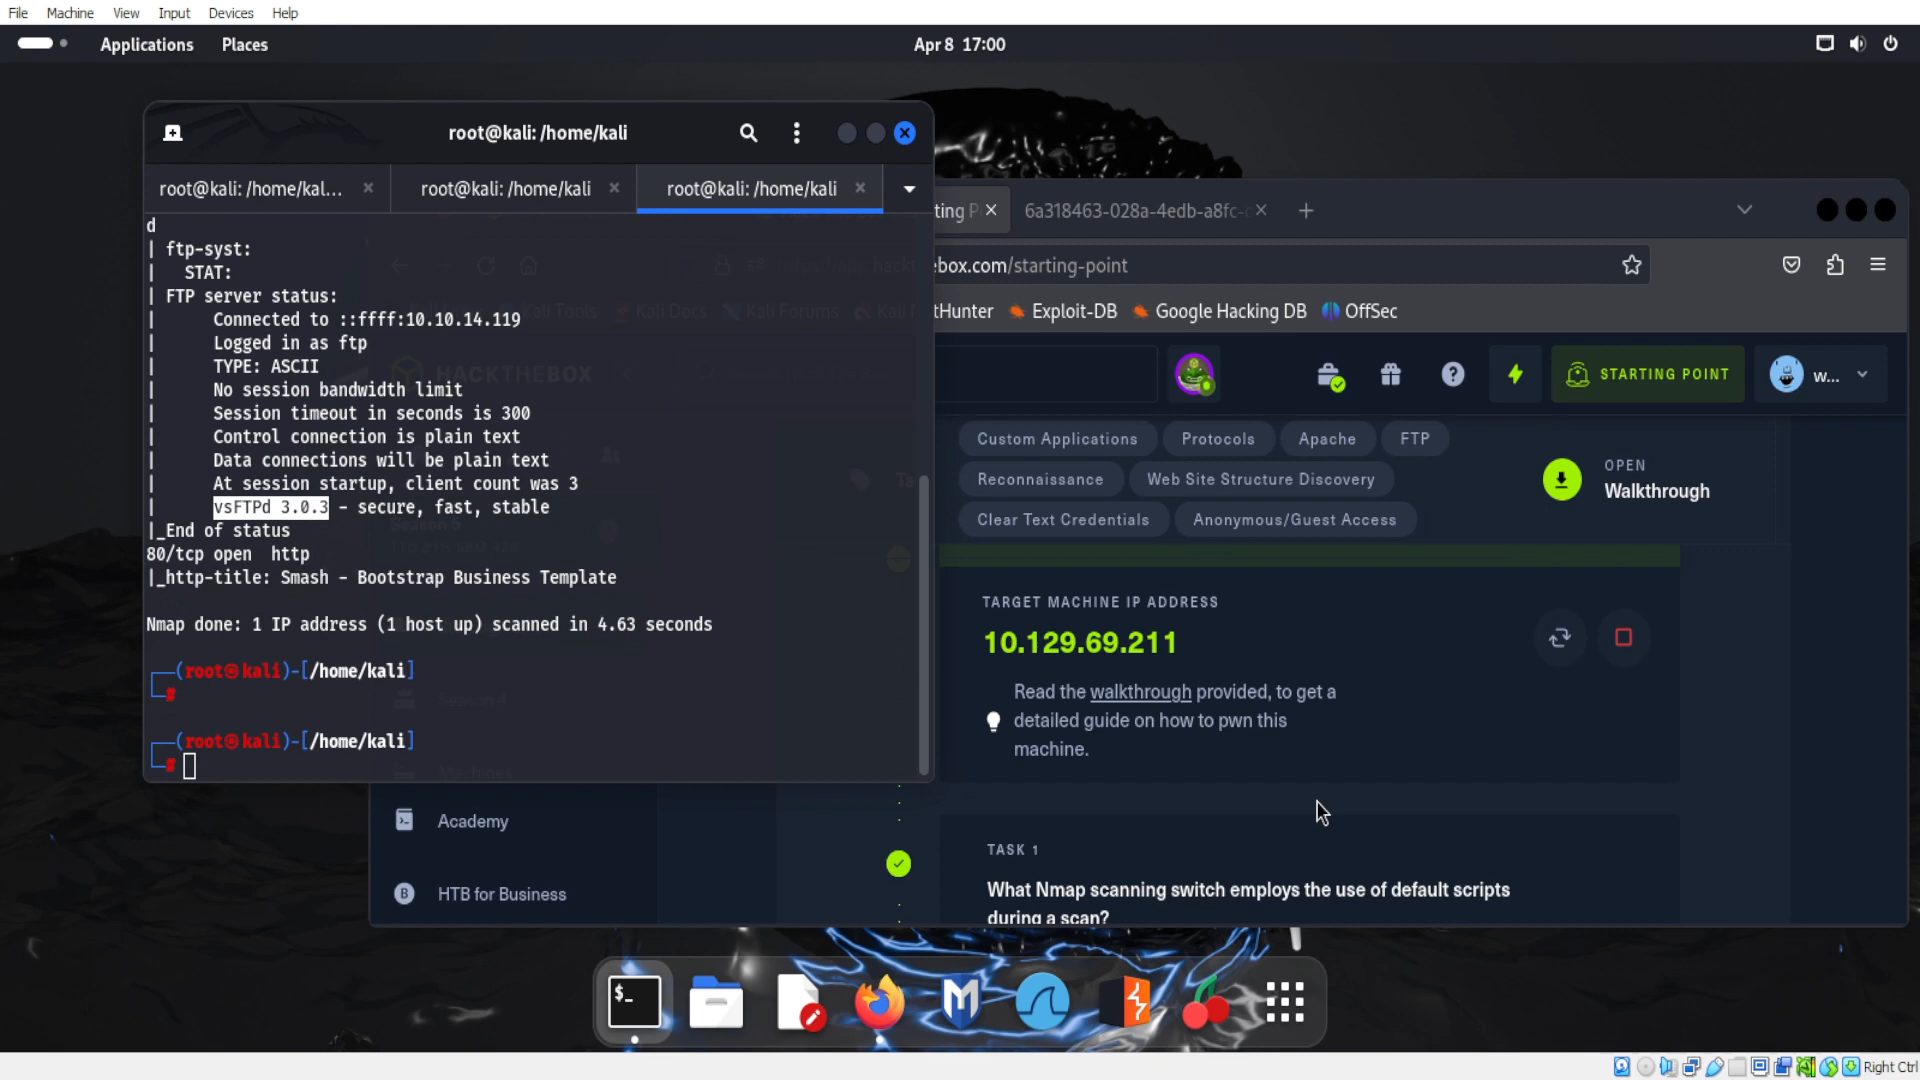 File Machine View Input Devices Help
Applications Places
Apr 8 17:00
root@kali: /home/kali
root@kali: /home/kal... × root@kali: /home/kali × root@kali: /home/kali ×
d
| ftp-syst:
|   STAT:
| FTP server status:
|      Connected to ::ffff:10.10.14.119
|      Logged in as ftp
|      TYPE: ASCII
|      No session bandwidth limit
|      Session timeout in seconds is 300
|      Control connection is plain text
|      Data connections will be plain text
|      At session startup, client count was 3
|      vsFTPd 3.0.3 - secure, fast, stable
|_End of status
80/tcp open  http
|_http-title: Smash - Bootstrap Business Template
Nmap done: 1 IP address (1 host up) scanned in 4.63 seconds
┌──(root㉿kali)-[/home/kali]
└─#
┌──(root㉿kali)-[/home/kali]
└─#
ting P × 6a318463-028a-4edb-a8fc- × +
box.com/starting-point
Kali Tools Kali Docs Kali Forums Kali
tHunter Exploit-DB Google Hacking DB OffSec
HACKTHEBOX
STARTING POINT
w...
Custom Applications Protocols Apache FTP
Reconnaissance Web Site Structure Discovery
Clear Text Credentials Anonymous/Guest Access
OPEN
Walkthrough
TARGET MACHINE IP ADDRESS
10.129.69.211
Read the walkthrough provided, to get a
detailed guide on how to pwn this
machine.
Academy
HTB for Business
TASK 1
What Nmap scanning switch employs the use of default scripts
during a scan?
Right Ctrl